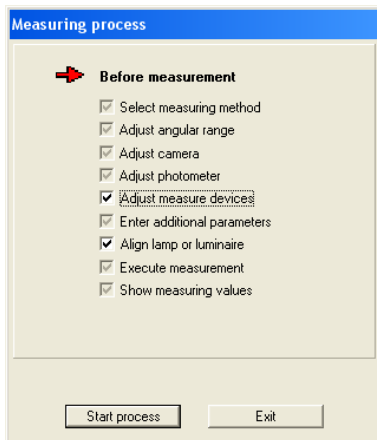 Measuring process
Before measurement
Select measuring method
Adjust angular range
Adjust camera
Adjust photometer
Adjust measure devices
Enter additional parameters
Align lamp or luminaire
Execute measurement
Show measuring values
Start process
Exit